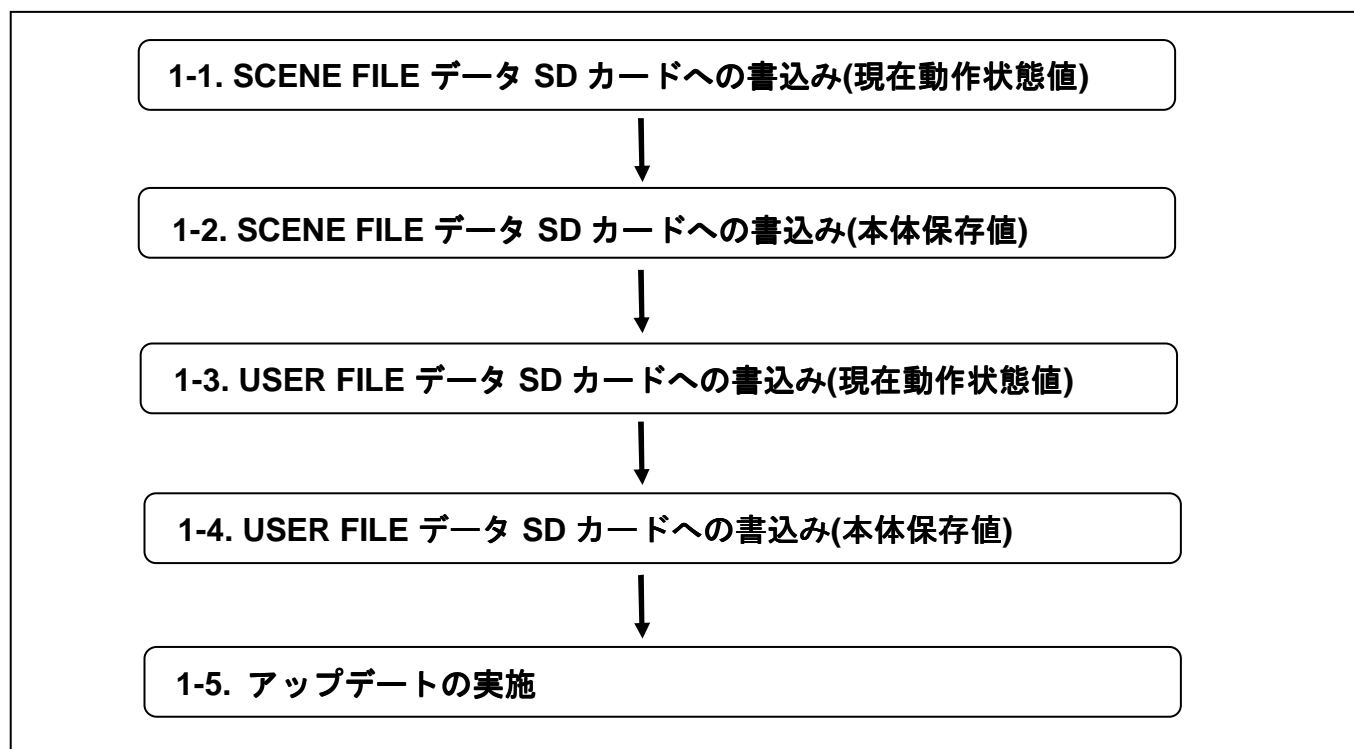 1-1. SCENE FILE データ SD カードへの書込み(現在動作状態値)
1-2. SCENE FILE データ SD カードへの書込み(本体保存値)
1-3. USER FILE データ SD カードへの書込み(現在動作状態値)
1-4. USER FILE データ SD カードへの書込み(本体保存値)
1-5. アップデートの実施